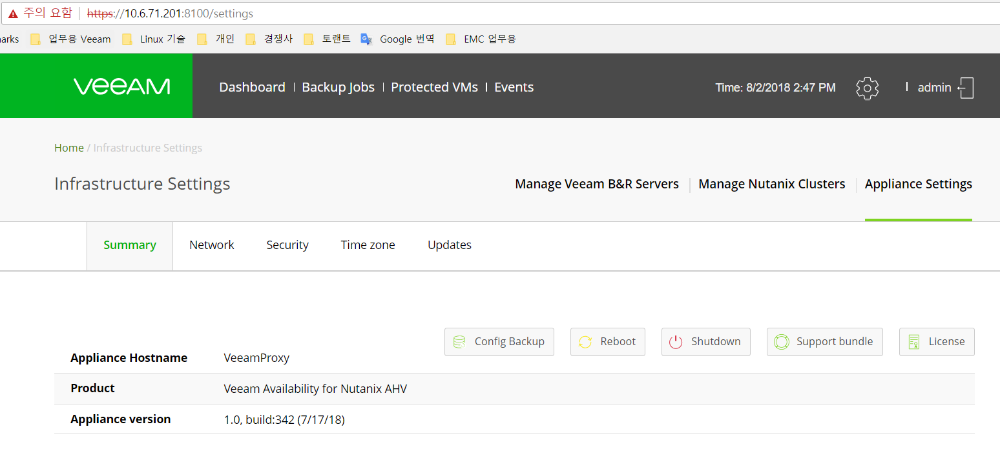 주의 요함 https://10.6.71.201:8100/settings
arks 업무용 Veeam Linux 기술 개인 경쟁사 토랜트 Google 번역 EMC 업무용
veeAM Dashboard Backup Jobs Protected VMs Events Time: 8/2/2018 2:47 PM admin
Home / Infrastructure Settings
Infrastructure Settings Manage Veeam B&R Servers Manage Nutanix Clusters Appliance Settings
Summary Network Security Time zone Updates
Config Backup Reboot Shutdown Support bundle License
Appliance Hostname VeeamProxy
Product Veeam Availability for Nutanix AHV
Appliance version 1.0, build:342 (7/17/18)